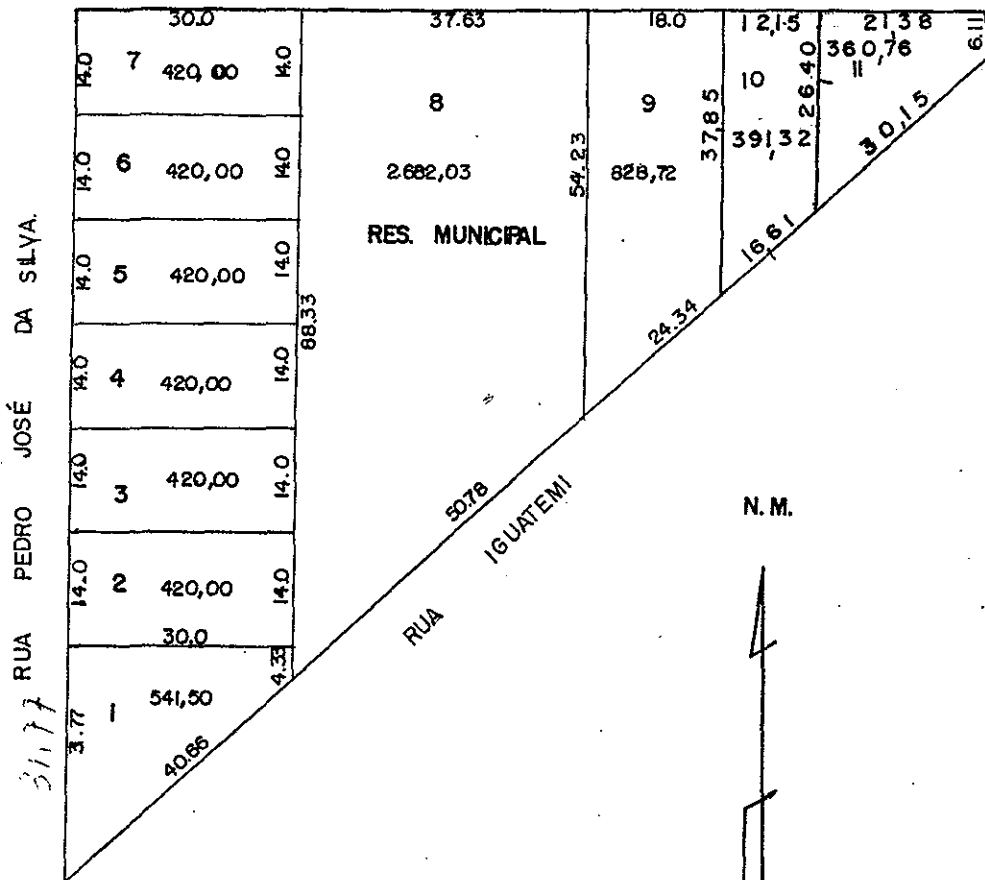 30.0 37.63 18.0 12,15 21,38 6.11
14.0 7 420,00 14.0
8
9
10
360,76
11
26.40
30,15
37,85
391,32
14.0 6 420,00 14.0
2.682,03
54.23
828,72
RES. MUNICIPAL
16,61
14.0 5 420,00 14.0
88.33
24.34
14.0 4 420,00 14.0
14.0 3 420,00 14.0
50.78
14.0 2 420,00 14.0
30,0
4.33
3.77 1 541,50
40.66
RUA PEDRO JOSÉ DA SILVA.
31,77
RUA IGUATEMI
N. M.